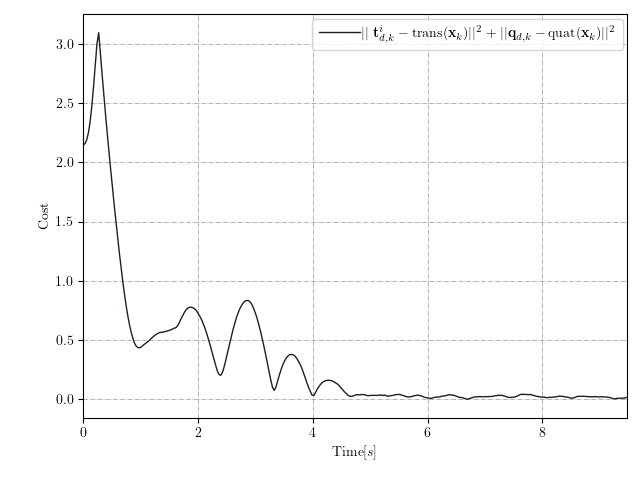 || t^i_{d,k} − trans(x_k)||^2 + ||q_{d,k} − quat(x_k)||^2
3.0
2.5
2.0
1.5
1.0
0.5
0.0
Cost
0 2 4 6 8
Time[s]